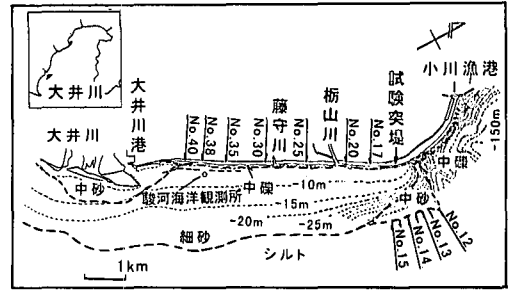 大井川
小川漁港
試験突堤
大井川港
栃山川
藤守川
大井川
No.40
No.38
No.35
No.30
No.25
No.20
No.17
-150m
中礫
中砂
中礫
駿河海洋観測所
-10m
-15m
-20m
-25m
中砂
細砂
シルト
No.12
No.13
No.14
No.15
1km